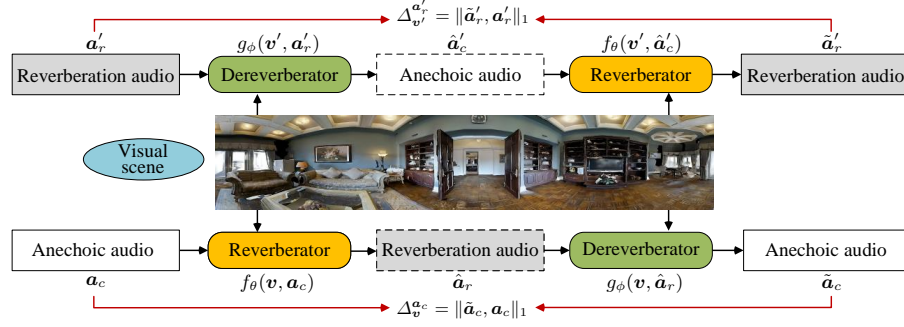 Δ_{v'}^{a'_r} = ‖ã'_r, a'_r‖_1
a'_r g_ϕ(v', a'_r) â'_c f_θ(v', â'_c) ã'_r
Reverberation audio Dereverberator Anechoic audio Reverberator Reverberation audio
Visual
scene
Anechoic audio Reverberator Reverberation audio Dereverberator Anechoic audio
a_c f_θ(v, a_c) â_r g_ϕ(v, â_r) ã_c
Δ_v^{a_c} = ‖ã_c, a_c‖_1